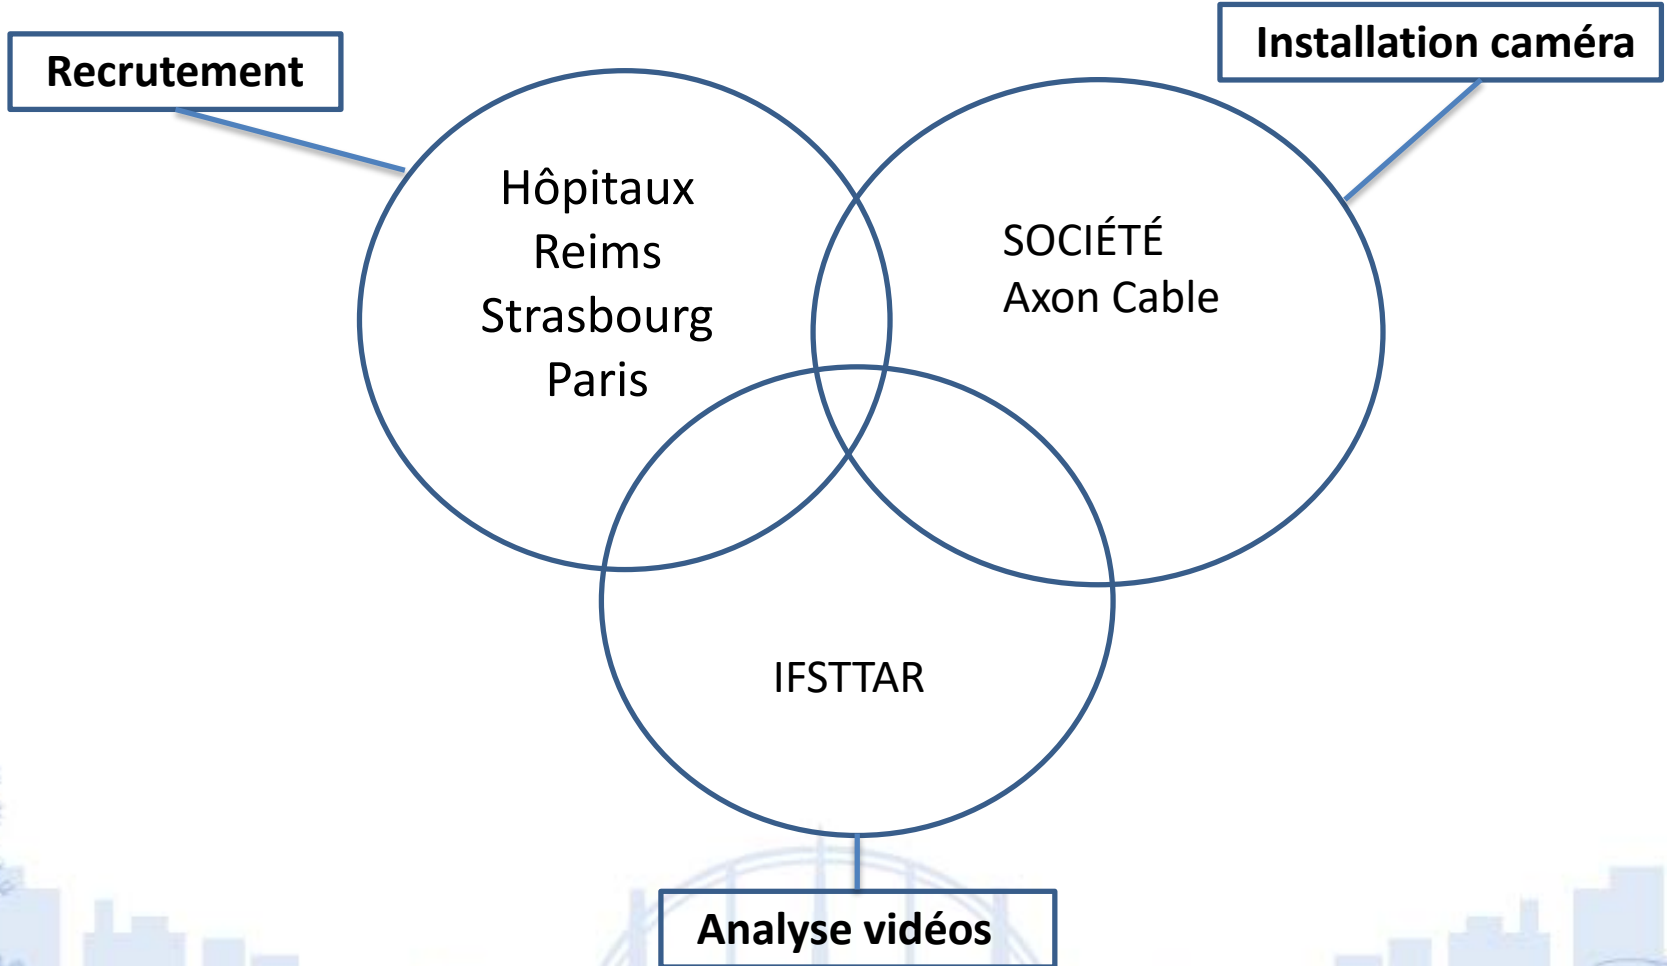 Recrutement
Installation caméra
Hôpitaux
Reims
Strasbourg
Paris
SOCIÉTÉ
Axon Cable
IFSTTAR
Analyse vidéos